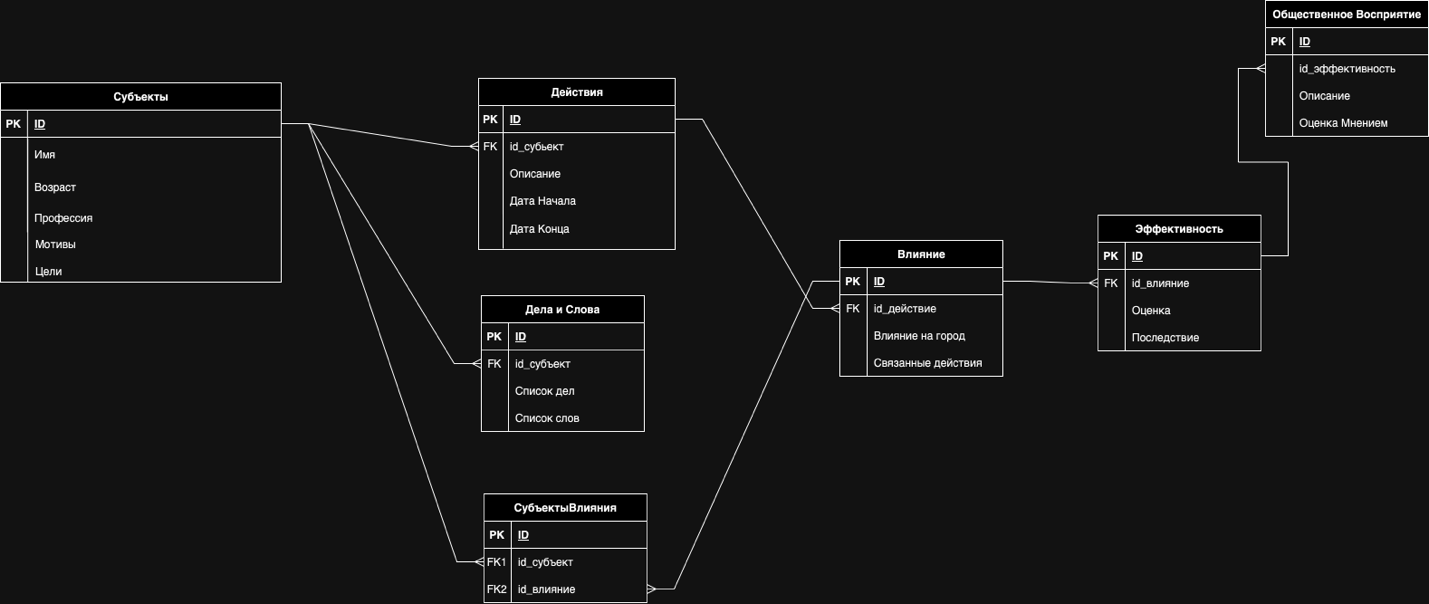 Субъекты
PK ID
Имя
Возраст
Профессия
Мотивы
Цели
Действия
PK ID
FK id_субьект
Описание
Дата Начала
Дата Конца
Дела и Слова
PK ID
FK id_субъект
Список дел
Список слов
СубъектыВлияния
PK ID
FK1 id_субъект
FK2 id_влияние
Влияние
PK ID
FK id_действие
Влияние на город
Связанные действия
Эффективность
PK ID
FK id_влияние
Оценка
Последствие
Общественное Восприятие
PK ID
id_эффективность
Описание
Оценка Мнением